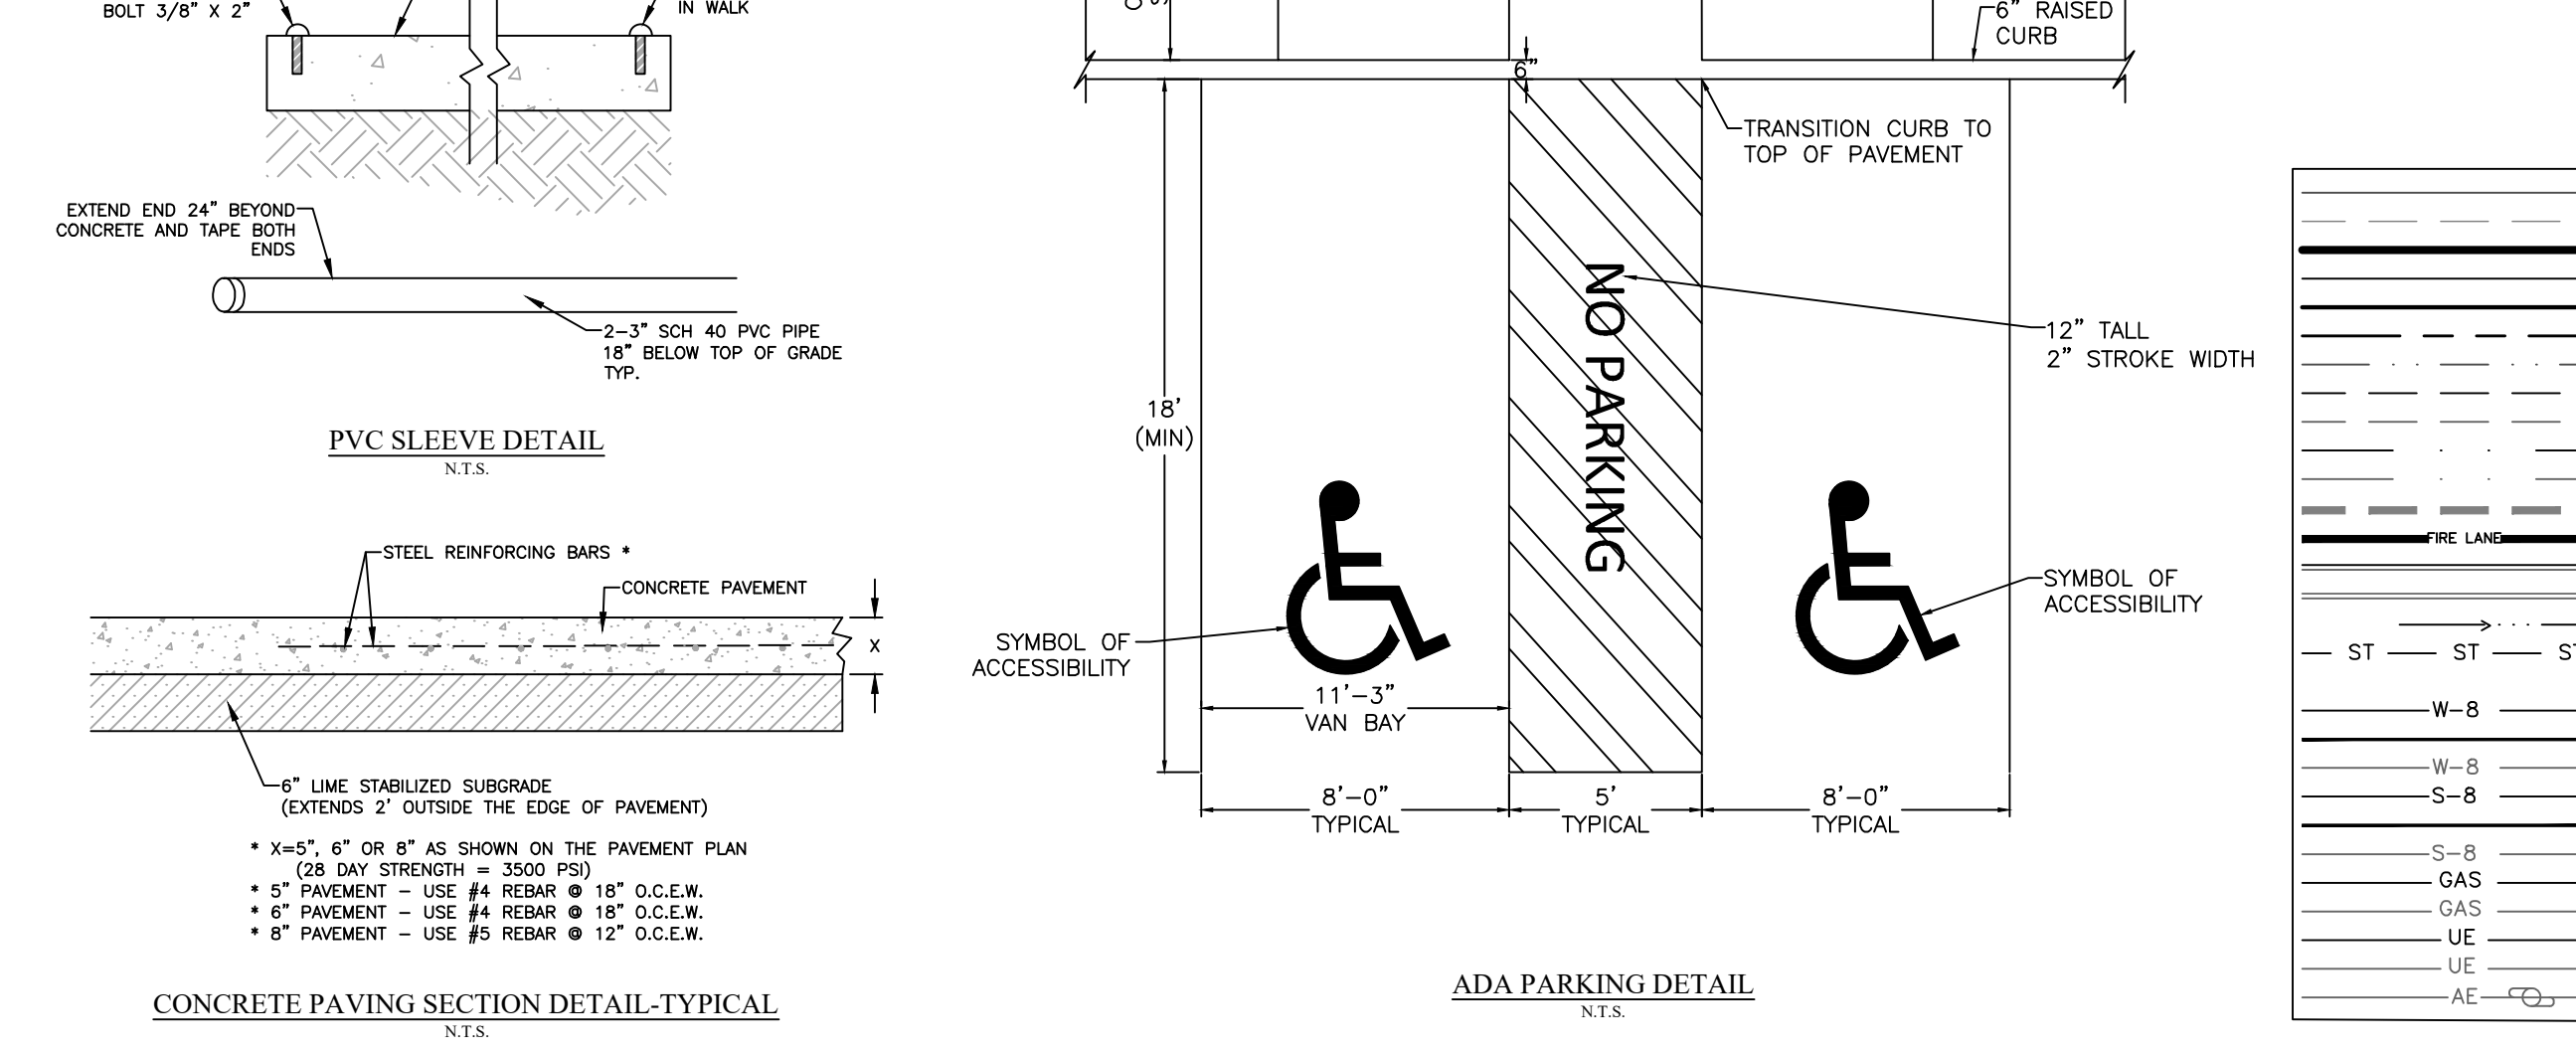 BOLT 3/8" X 2"
IN WALK
EXTEND END 24" BEYOND
CONCRETE AND TAPE BOTH
ENDS
2-3" SCH 40 PVC PIPE
18" BELOW TOP OF GRADE
TYP.
PVC SLEEVE DETAIL
N.T.S.
STEEL REINFORCING BARS *
CONCRETE PAVEMENT
X
6" LIME STABILIZED SUBGRADE
(EXTENDS 2' OUTSIDE THE EDGE OF PAVEMENT)
* X=5", 6" OR 8" AS SHOWN ON THE PAVEMENT PLAN
(28 DAY STRENGTH = 3500 PSI)
* 5" PAVEMENT - USE #4 REBAR @ 18" O.C.E.W.
* 6" PAVEMENT - USE #4 REBAR @ 18" O.C.E.W.
* 8" PAVEMENT - USE #5 REBAR @ 12" O.C.E.W.
CONCRETE PAVING SECTION DETAIL-TYPICAL
N.T.S.
6" RAISED
CURB
6"
TRANSITION CURB TO
TOP OF PAVEMENT
NO PARKING
12" TALL
2" STROKE WIDTH
18'
(MIN)
SYMBOL OF
ACCESSIBILITY
SYMBOL OF
ACCESSIBILITY
11'-3"
VAN BAY
8'-0"
TYPICAL
5'
TYPICAL
8'-0"
TYPICAL
ADA PARKING DETAIL
N.T.S.
FIRE LANE
ST ST ST
W-8
W-8
S-8
S-8
GAS
GAS
UE
UE
AE